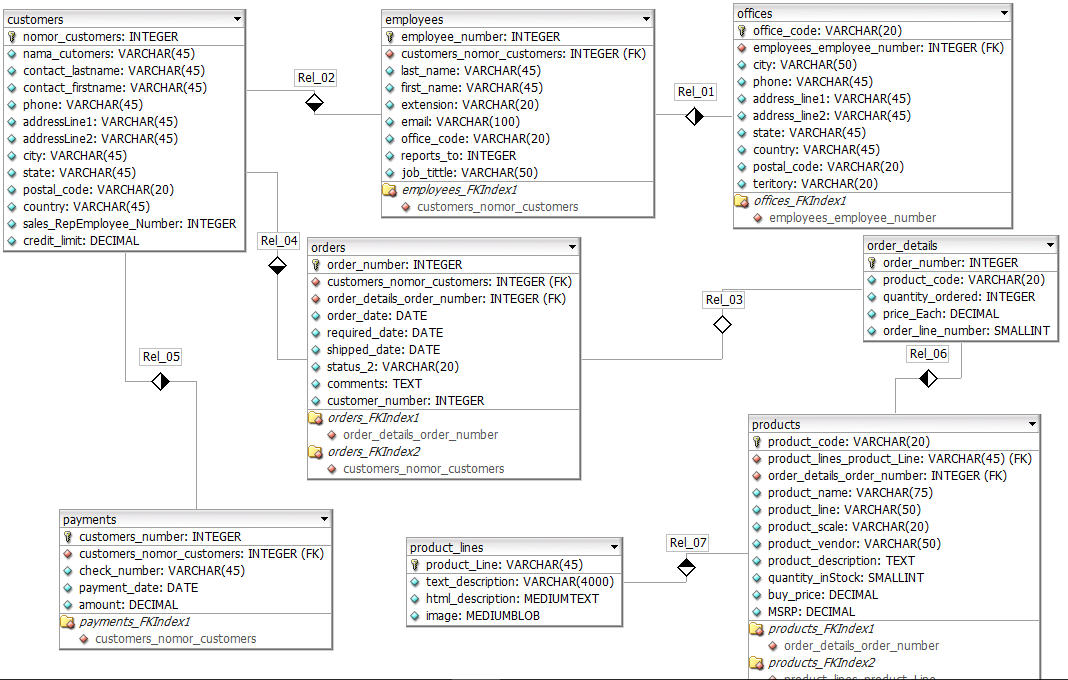 customers
nomor_customers: INTEGER
nama_cutomers: VARCHAR(45)
contact_lastname: VARCHAR(45)
contact_firstname: VARCHAR(45)
phone: VARCHAR(45)
addressLine1: VARCHAR(45)
addressLine2: VARCHAR(45)
city: VARCHAR(45)
state: VARCHAR(45)
postal_code: VARCHAR(20)
country: VARCHAR(45)
sales_RepEmployee_Number: INTEGER
credit_limit: DECIMAL
Rel_02
employees
employee_number: INTEGER
customers_nomor_customers: INTEGER (FK)
last_name: VARCHAR(45)
first_name: VARCHAR(45)
extension: VARCHAR(20)
email: VARCHAR(100)
office_code: VARCHAR(20)
reports_to: INTEGER
job_tittle: VARCHAR(50)
employees_FKIndex1
customers_nomor_customers
Rel_01
offices
office_code: VARCHAR(20)
employees_employee_number: INTEGER (FK)
city: VARCHAR(50)
phone: VARCHAR(45)
address_line1: VARCHAR(45)
address_line2: VARCHAR(45)
state: VARCHAR(45)
country: VARCHAR(45)
postal_code: VARCHAR(20)
teritory: VARCHAR(20)
offices_FKIndex1
employees_employee_number
Rel_04
orders
order_number: INTEGER
customers_nomor_customers: INTEGER (FK)
order_details_order_number: INTEGER (FK)
order_date: DATE
required_date: DATE
shipped_date: DATE
status_2: VARCHAR(20)
comments: TEXT
customer_number: INTEGER
orders_FKIndex1
order_details_order_number
orders_FKIndex2
customers_nomor_customers
Rel_03
order_details
order_number: INTEGER
product_code: VARCHAR(20)
quantity_ordered: INTEGER
price_Each: DECIMAL
order_line_number: SMALLINT
Rel_05
Rel_06
payments
customers_number: INTEGER
customers_nomor_customers: INTEGER (FK)
check_number: VARCHAR(45)
payment_date: DATE
amount: DECIMAL
payments_FKIndex1
customers_nomor_customers
product_lines
product_Line: VARCHAR(45)
text_description: VARCHAR(4000)
html_description: MEDIUMTEXT
image: MEDIUMBLOB
Rel_07
products
product_code: VARCHAR(20)
product_lines_product_Line: VARCHAR(45) (FK)
order_details_order_number: INTEGER (FK)
product_name: VARCHAR(75)
product_line: VARCHAR(50)
product_scale: VARCHAR(20)
product_vendor: VARCHAR(50)
product_description: TEXT
quantity_inStock: SMALLINT
buy_price: DECIMAL
MSRP: DECIMAL
products_FKIndex1
order_details_order_number
products_FKIndex2
product_lines_product_Line